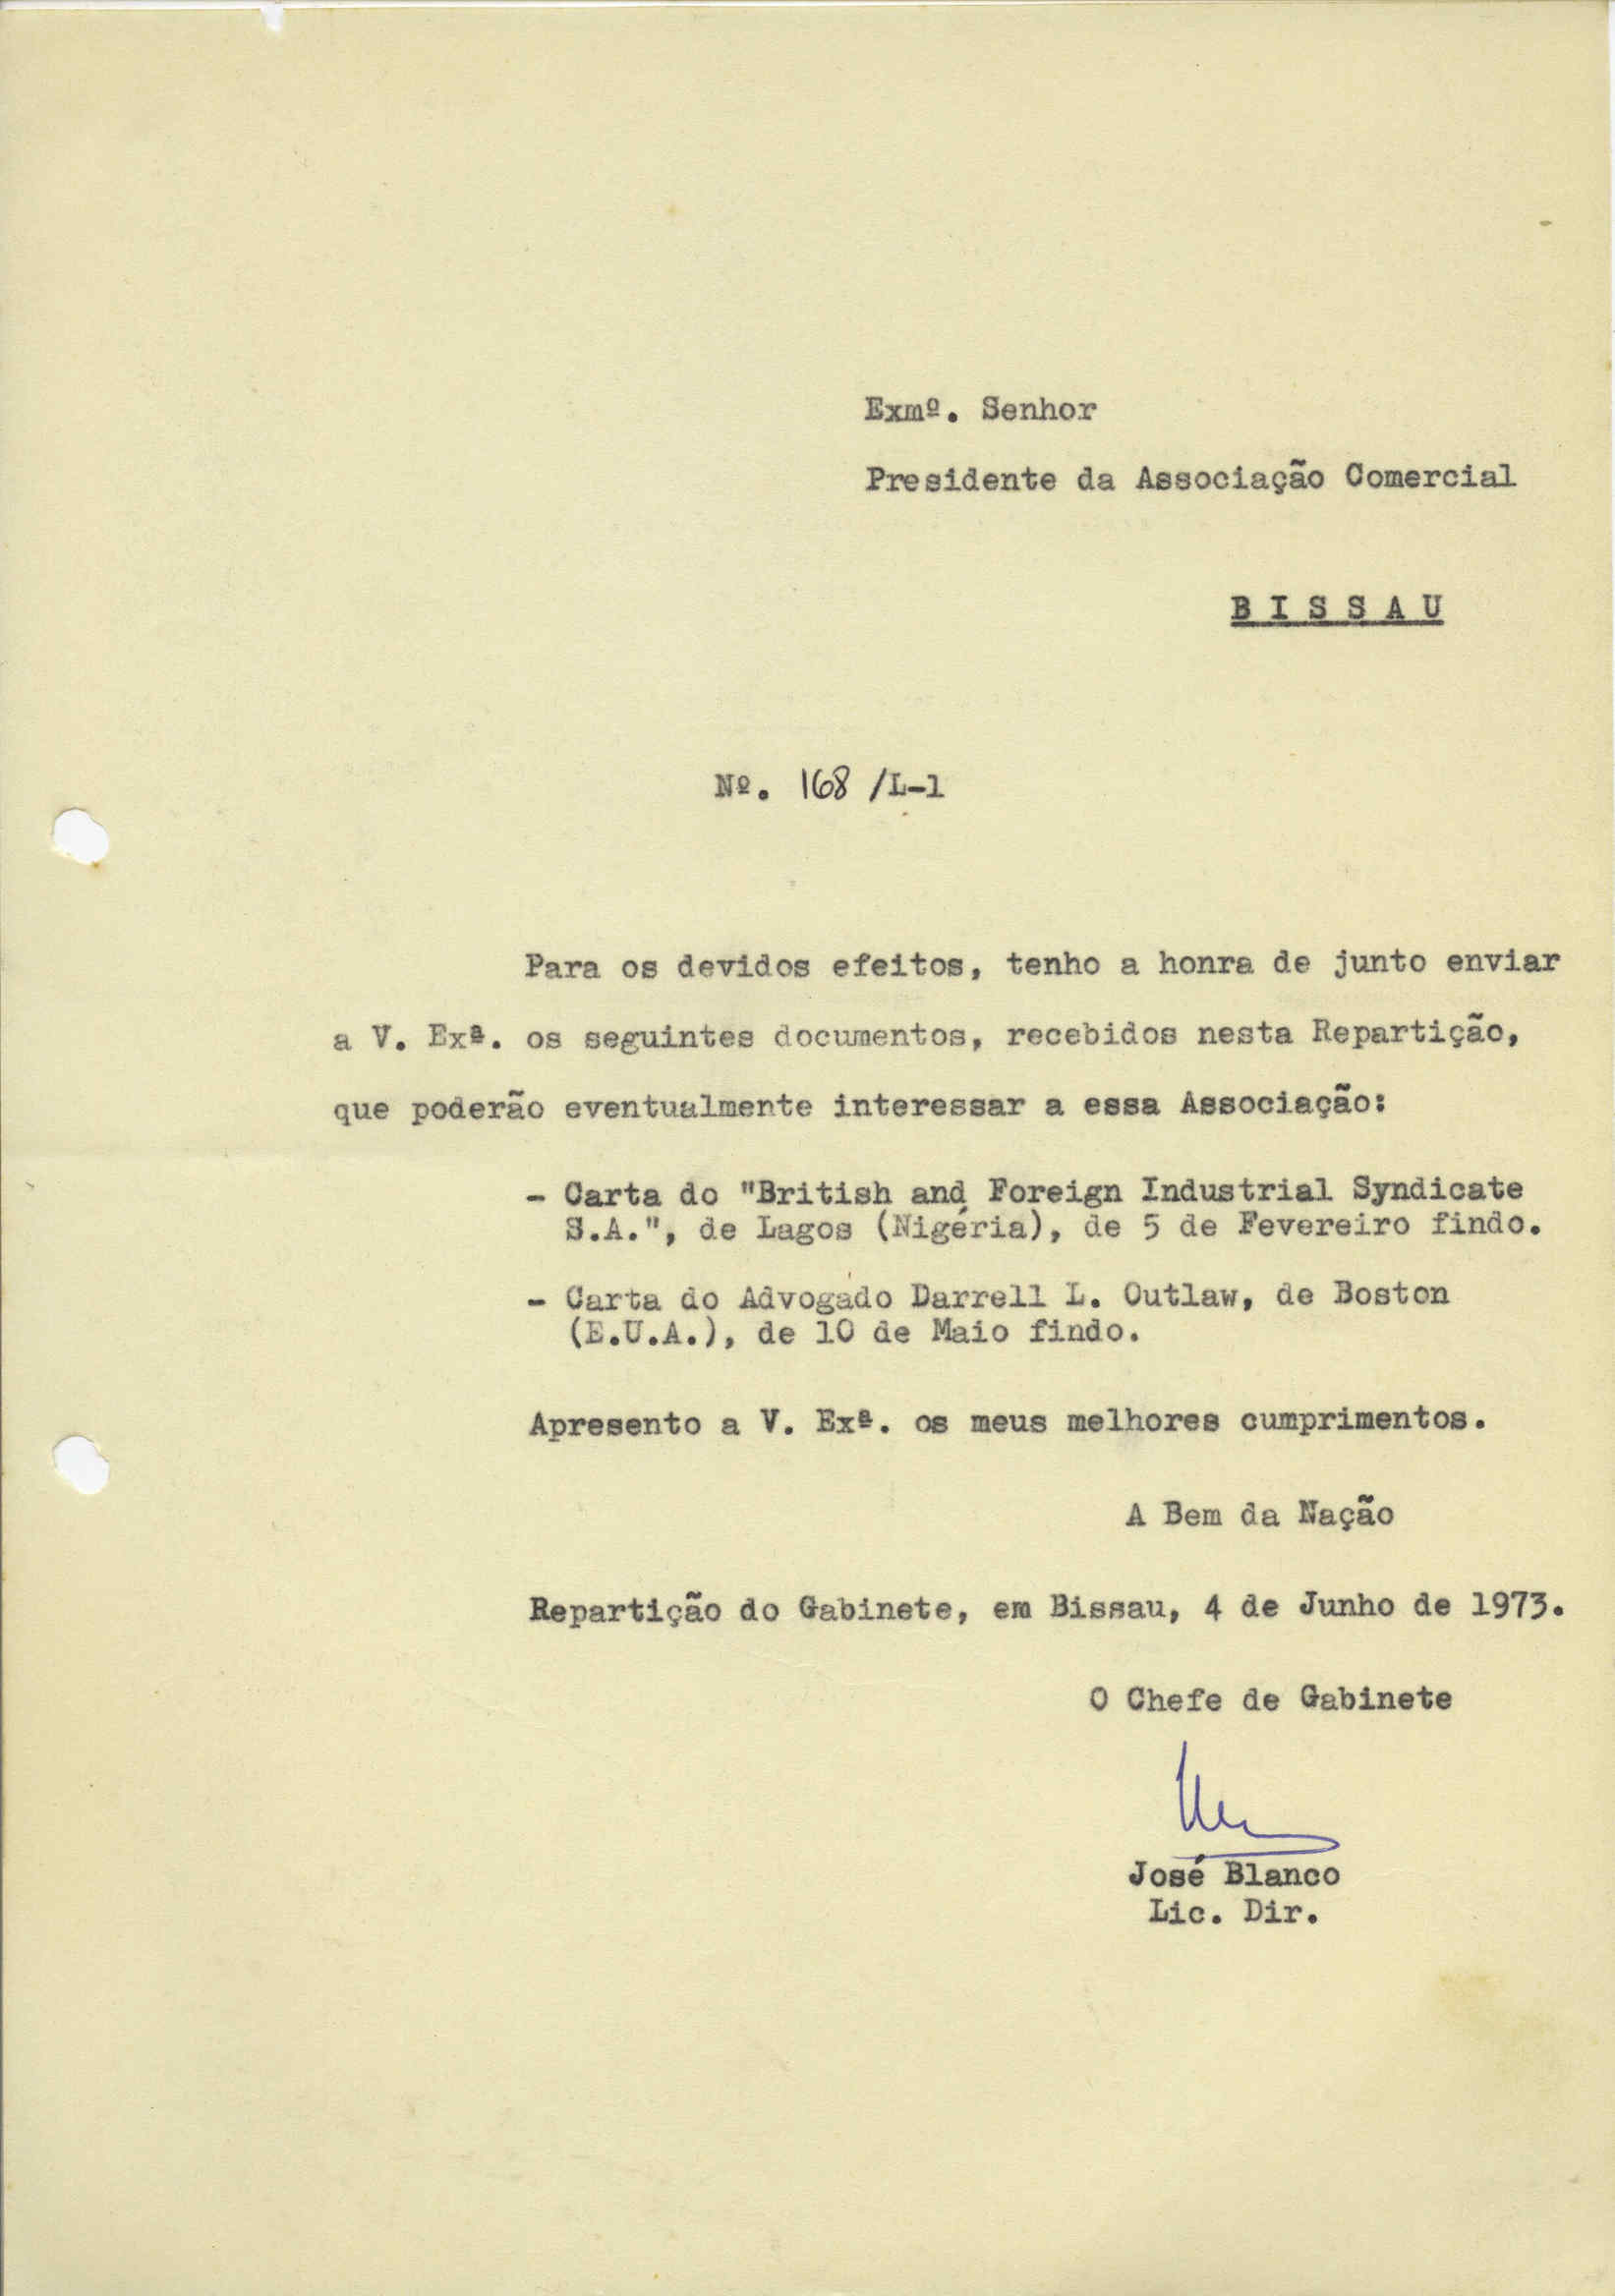 Exmº. Senhor
Presidente da Associação Comercial
B I S S A U
Nº. 168 /L-1
Para os devidos efeitos, tenho a honra de junto enviar
a V. Exª. os seguintes documentos, recebidos nesta Repartição,
que poderão eventualmente interessar a essa Associação:
- Carta do "British and Foreign Industrial Syndicate
S.A.", de Lagos (Nigéria), de 5 de Fevereiro findo.
- Carta do Advogado Darrell L. Outlaw, de Boston
(E.U.A.), de 10 de Maio findo.
Apresento a V. Exª. os meus melhores cumprimentos.
A Bem da Nação
Repartição do Gabinete, em Bissau, 4 de Junho de 1973.
O Chefe de Gabinete
José Blanco
Lic. Dir.